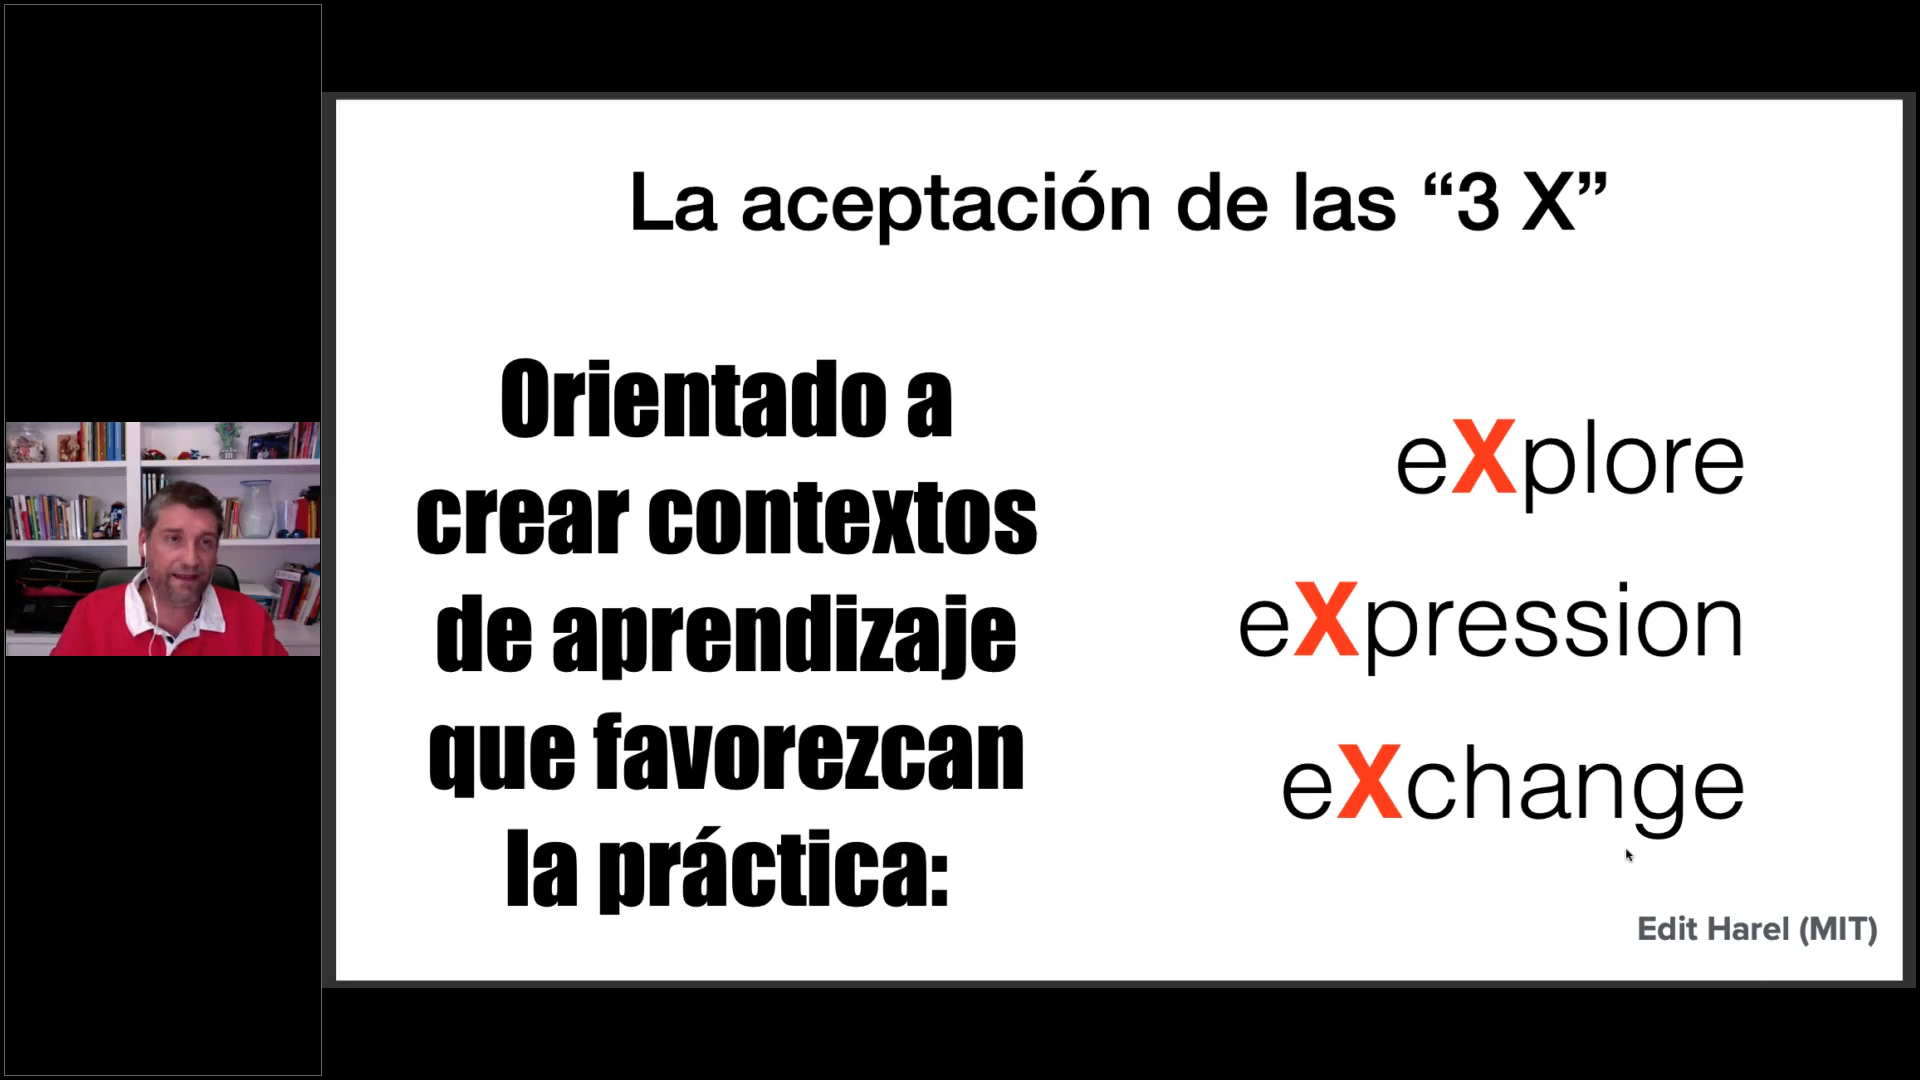 La aceptación de las “3 X”
Orientado a
crear contextos
de aprendizaje
que favorezcan
la práctica:
eXplore
eXpression
eXchange
Edit Harel (MIT)